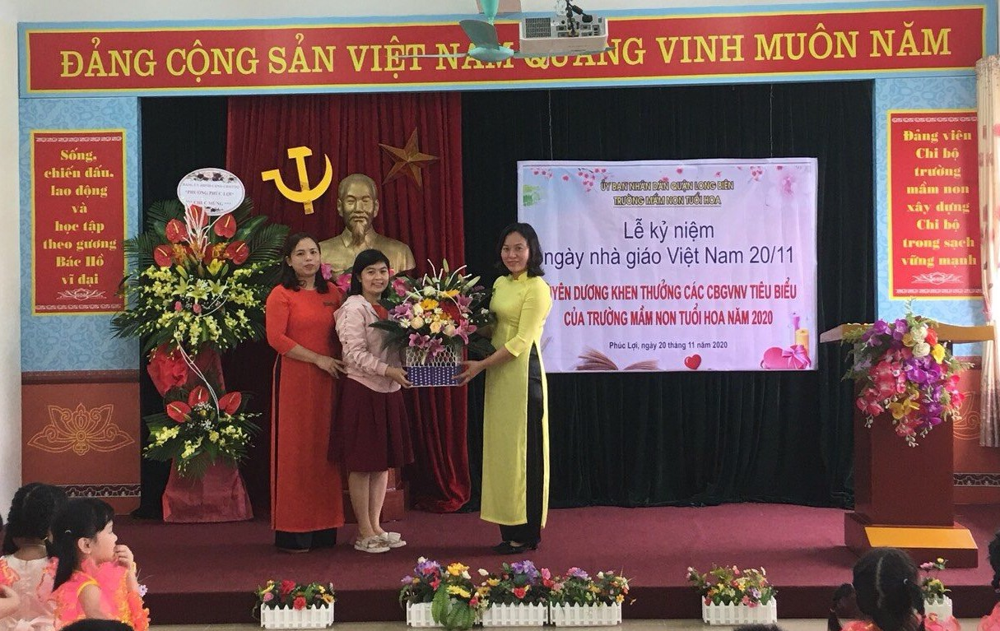 ĐẢNG CỘNG SẢN VIỆT NAM QUANG VINH MUÔN NĂM
Sống,
chiến đấu,
lao động
và
học tập
theo gương
Bác Hồ
vĩ đại
"PHƯỜNG PHÚC LỢI"
CHÚC MỪNG
ỦY BAN NHÂN DÂN QUẬN LONG BIÊN
TRƯỜNG MẦM NON TUỔI HOA
Lễ kỷ niệm
ngày nhà giáo Việt Nam 20/11
DƯƠNG KHEN THƯỞNG CÁC CBGVNV TIÊU BIỂU
CỦA TRƯỜNG MẦM NON TUỔI HOA NĂM 2020
Phúc Lợi, ngày 20 tháng 11 năm 2020
Đảng viên
Chi bộ
trường
mầm non
xây dựng
Chi bộ
trong sạch
vững mạnh